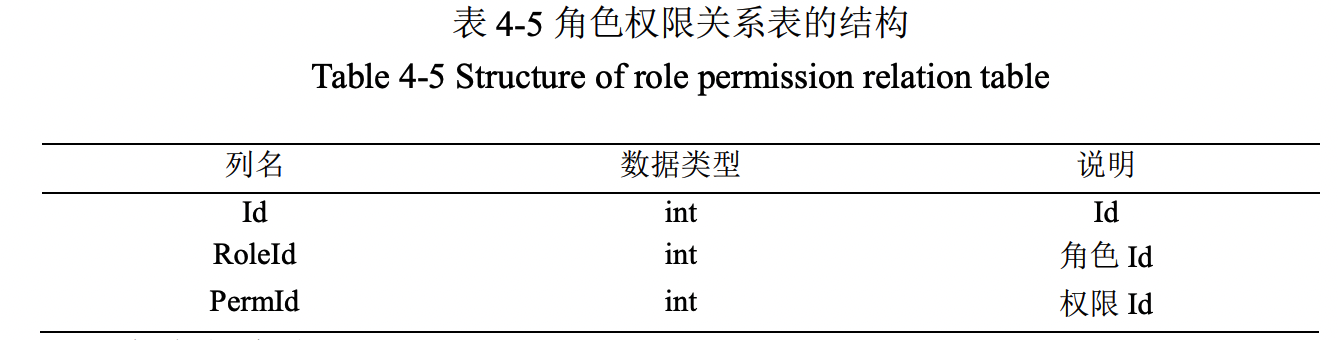 表 4-5 角色权限关系表的结构
Table 4-5 Structure of role permission relation table
列名 数据类型 说明
Id int Id
RoleId int 角色 Id
PermId int 权限 Id